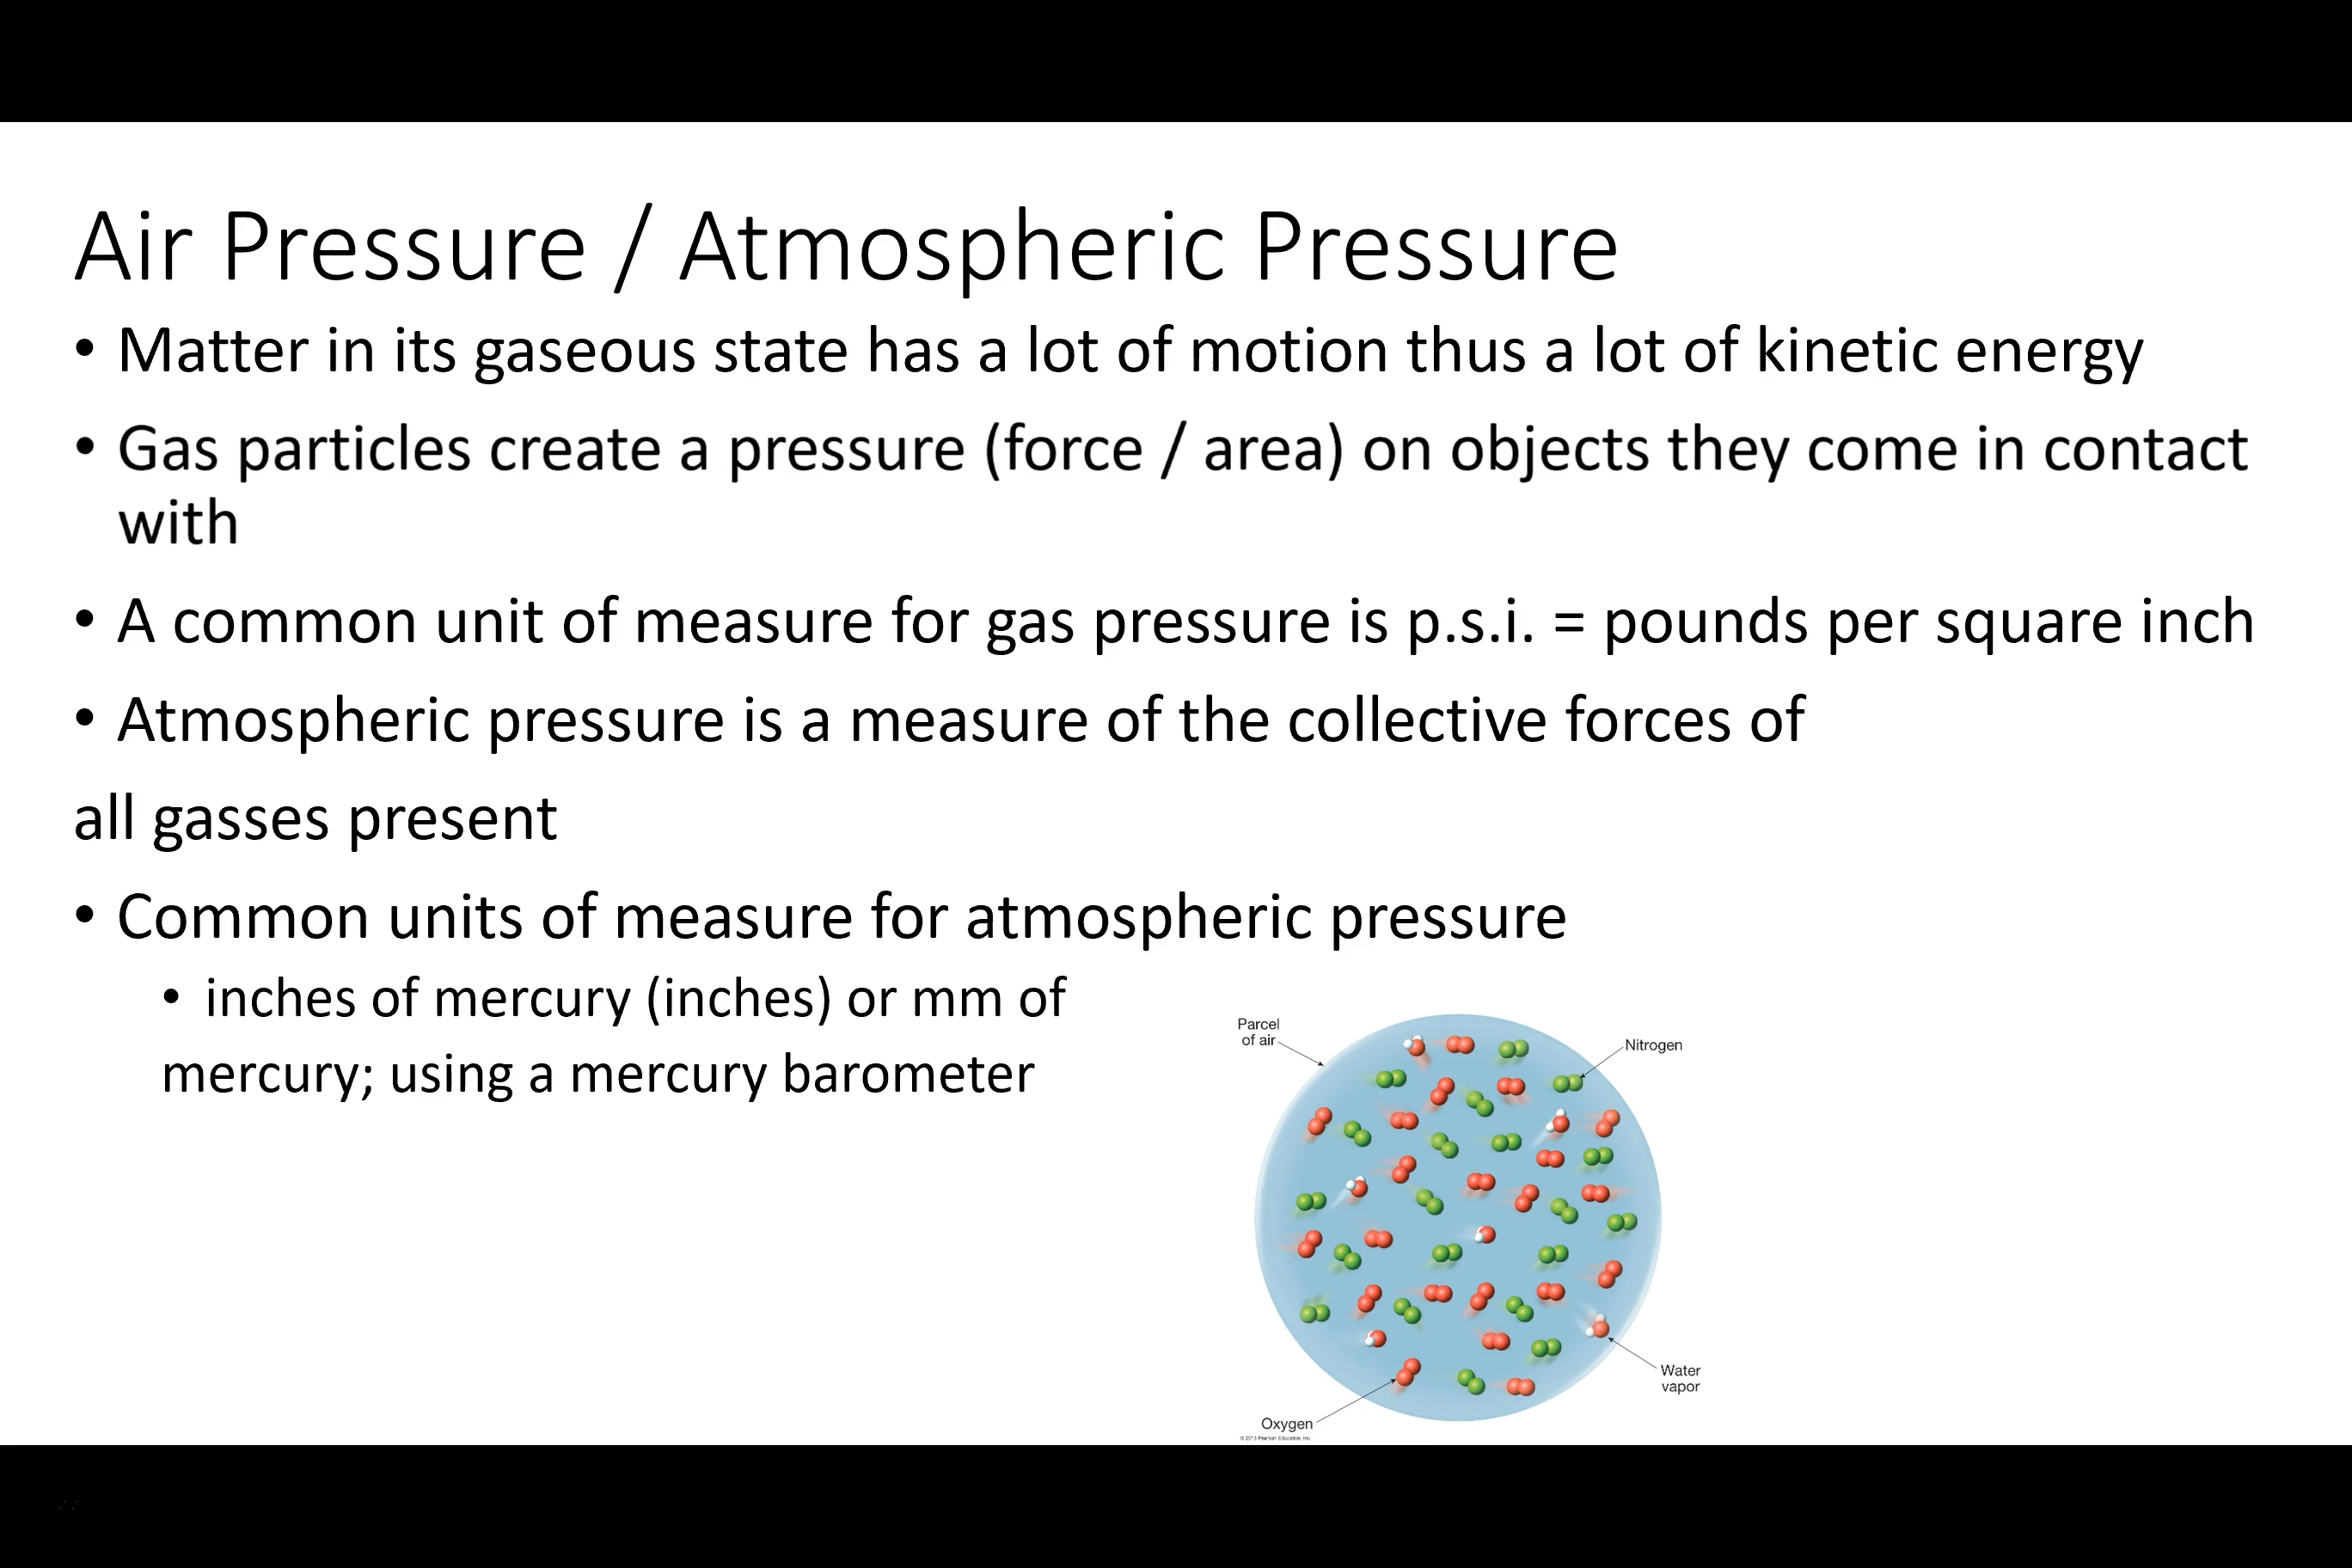 Air Pressure / Atmospheric Pressure
• Matter in its gaseous state has a lot of motion thus a lot of kinetic energy
• Gas particles create a pressure (force / area) on objects they come in contact
with
• A common unit of measure for gas pressure is p.s.i. = pounds per square inch
• Atmospheric pressure is a measure of the collective forces of
all gasses present
• Common units of measure for atmospheric pressure
• inches of mercury (inches) or mm of
mercury; using a mercury barometer
Parcel
of air
Nitrogen
Water
vapor
Oxygen
© 2013 Pearson Education, Inc.